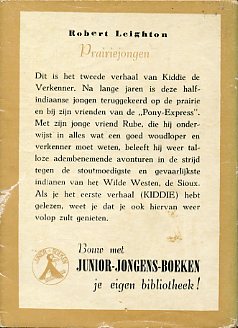 Robert Leighton
Prairiejongen
Dit is het tweede verhaal van Kiddie de
Verkenner. Na lange jaren is deze half-
indiaanse jongen teruggekeerd op de prairie
en bij zijn vrienden van de „Pony-Express".
Met zijn jonge vriend Rube, die hij onder-
wijst in alles wat een goed woudloper en
verkenner moet weten, beleeft hij weer tal-
loze adembenemende avonturen in de strijd
tegen de stoutmoedigste en gevaarlijkste
indianen van het Wilde Westen, de Sioux.
Als je het eerste verhaal (KIDDIE) hebt
gelezen, weet je dat je ook hiervan weer
volop zult genieten.
Bouw met
JUNIOR-JONGENS-BOEKEN
je eigen bibliotheek!